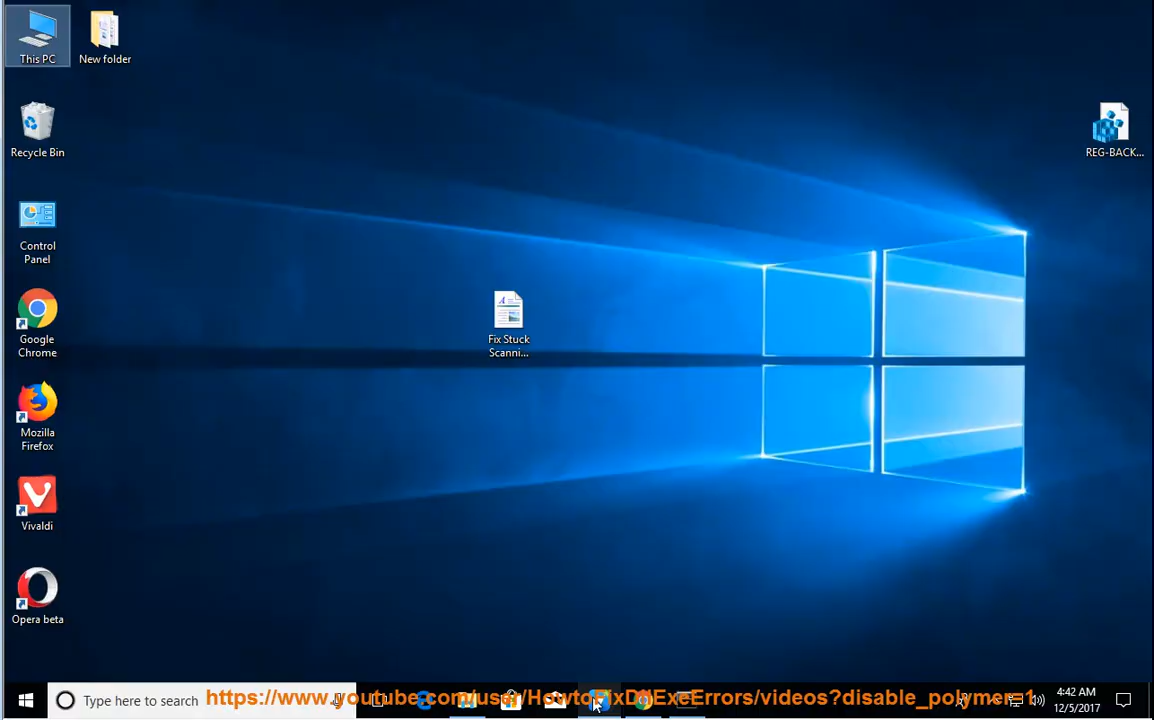 This PC
New folder
Recycle Bin
REG-BACK...
Control
Panel
Google
Chrome
Fix Stuck
Scanni...
Mozilla
Firefox
Vivaldi
Opera beta
Type here to search
https://www.youtube.com/user/HowtoFixDllExeErrors/videos?disable_polymer=1
4:42 AM
12/5/2017